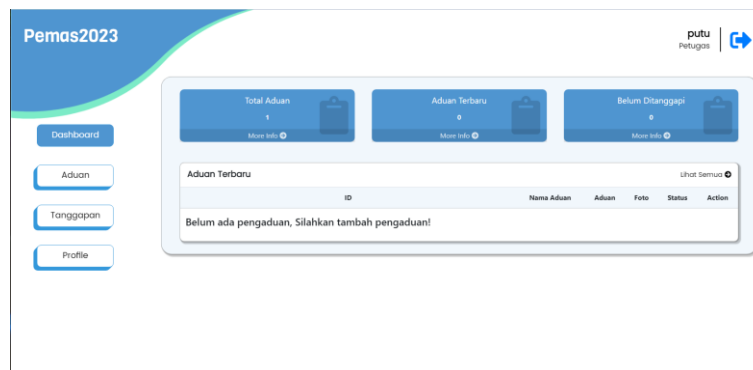 Pemas2023
putu
Petugas
Total Aduan
1
More Info
Aduan Terbaru
0
More Info
Belum Ditanggapi
0
More Info
Dashboard
Aduan
Tanggapan
Profile
Aduan Terbaru
Lihat Semua
ID Nama Aduan Aduan Foto Status Action
Belum ada pengaduan, Silahkan tambah pengaduan!